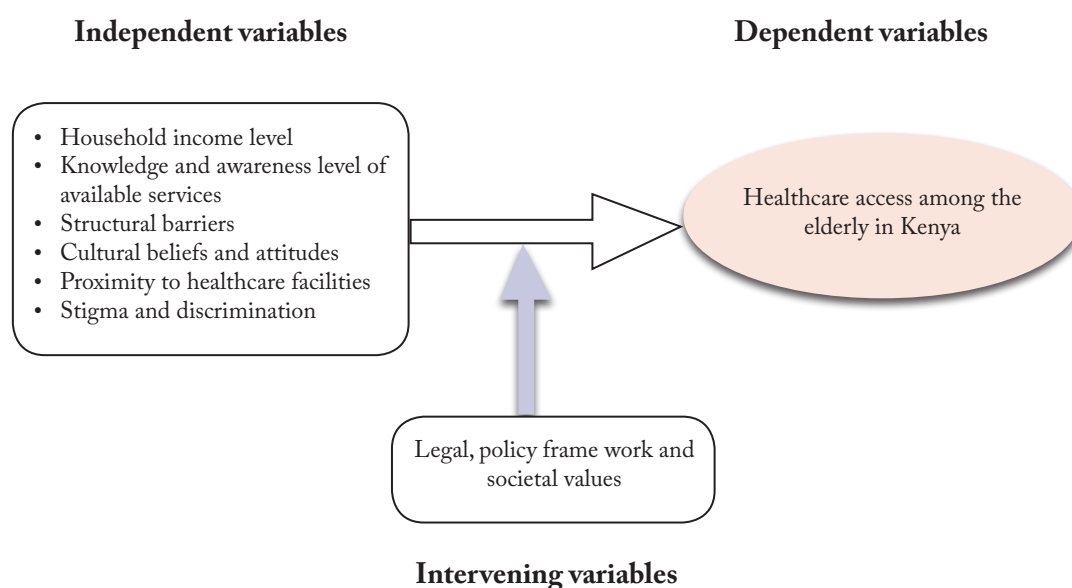 Independent variables
Dependent variables
• Household income level
• Knowledge and awareness level of
available services
• Structural barriers
• Cultural beliefs and attitudes
• Proximity to healthcare facilities
• Stigma and discrimination
Healthcare access among the
elderly in Kenya
Legal, policy frame work and
societal values
Intervening variables